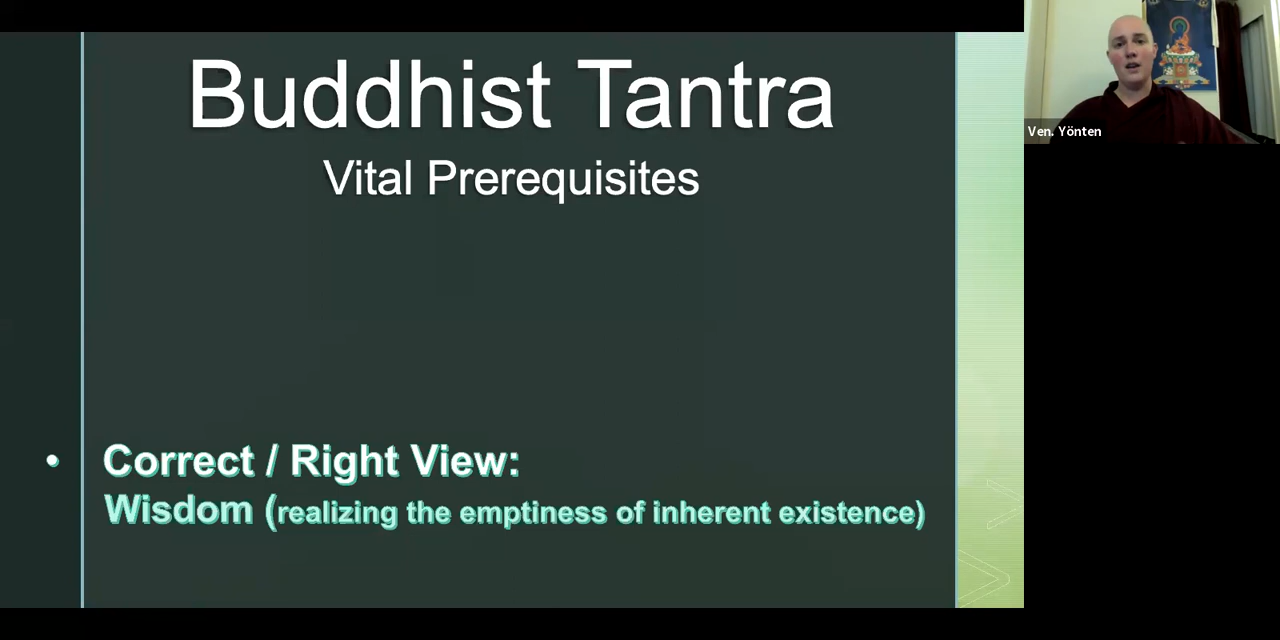 Buddhist Tantra
Vital Prerequisites
• Correct / Right View:
Wisdom (realizing the emptiness of inherent existence)
Ven. Yönten